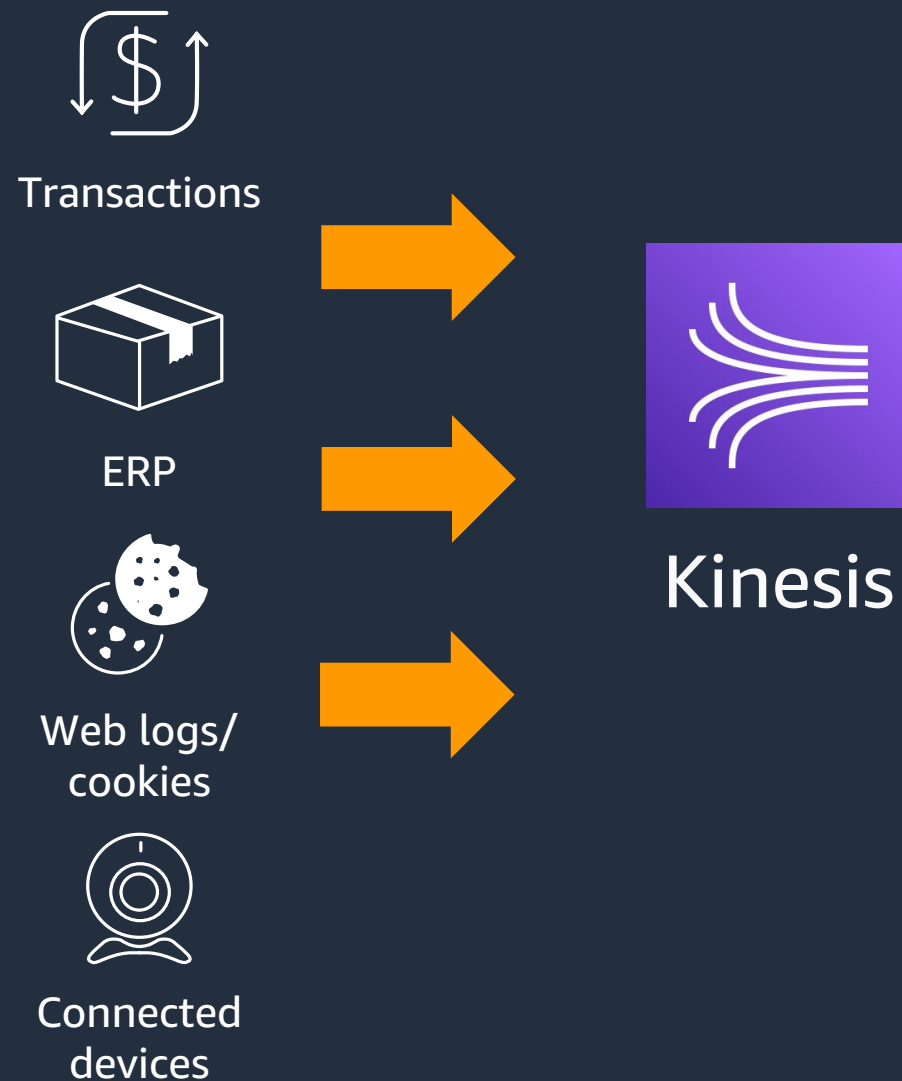 Transactions
ERP
Web logs/
cookies
Connected
devices
Kinesis